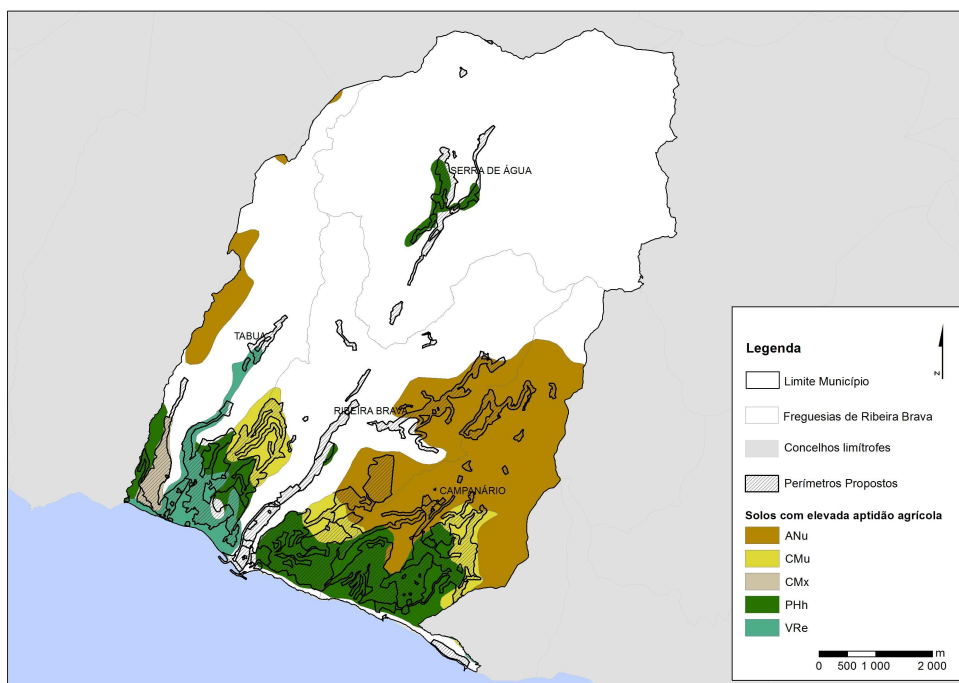 SERRA DE ÁGUA
TABUA
RIBEIRA BRAVA
CAMPANÁRIO
Legenda
N
Limite Município
Freguesias de Ribeira Brava
Concelhos limítrofes
Perímetros Propostos
Solos com elevada aptidão agrícola
ANu
CMu
CMx
PHh
VRe
m
0 500 1 000 2 000